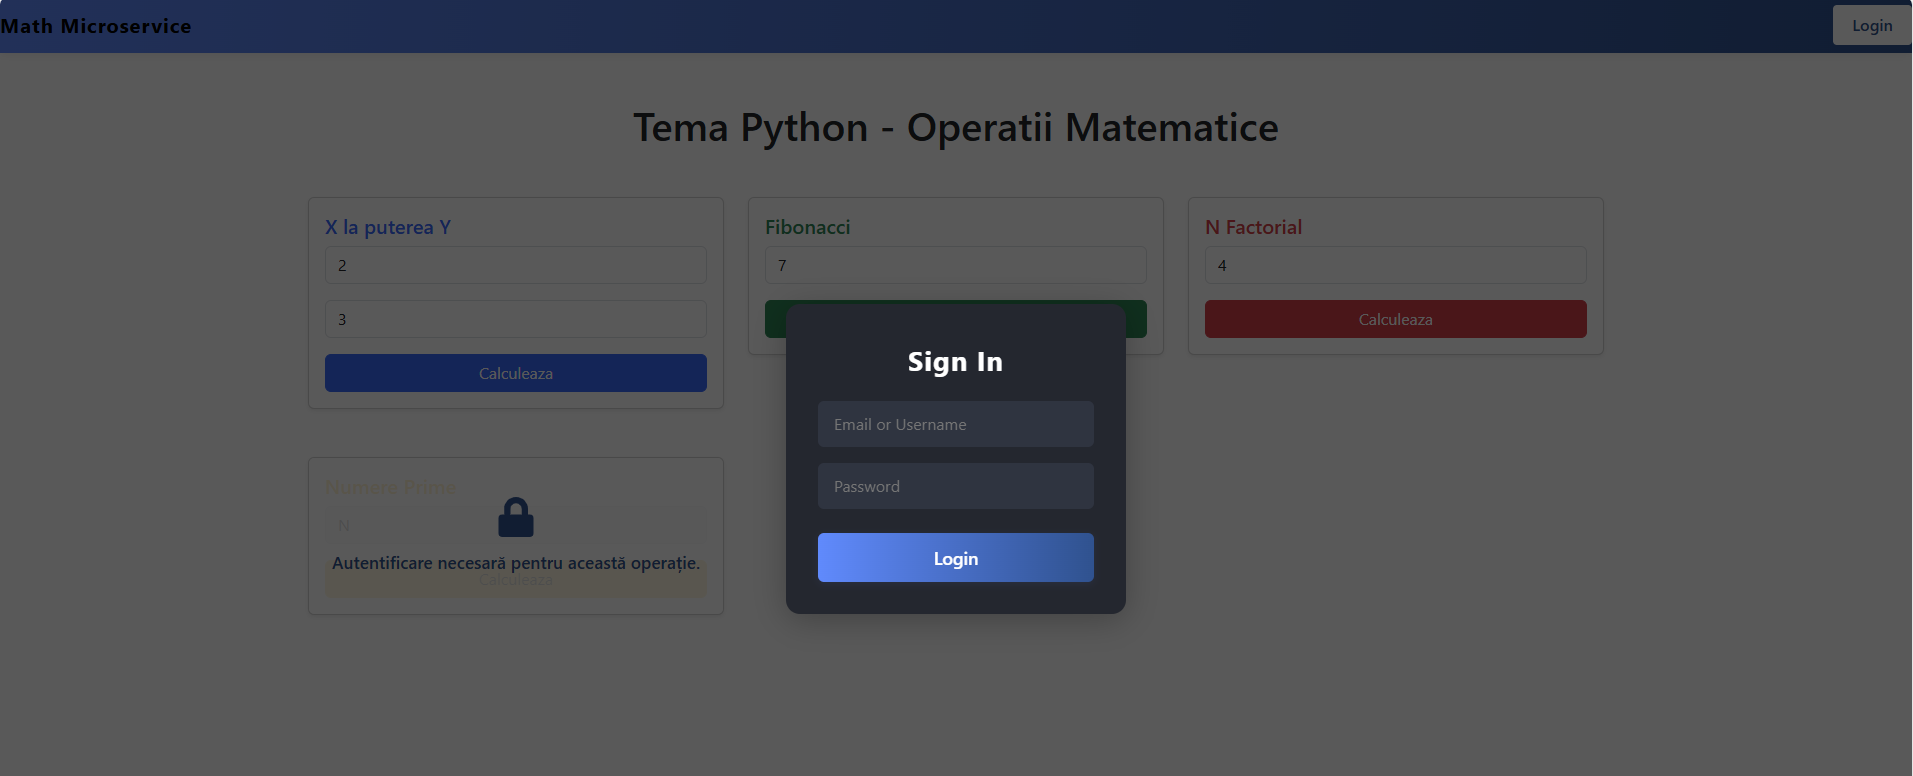 Math Microservice
Login
Tema Python - Operatii Matematice
X la puterea Y
2
3
Calculeaza
Fibonacci
7
N Factorial
4
Calculeaza
Numere Prime
N
Autentificare necesară pentru această operație.
Calculeaza
Sign In
Email or Username
Password
Login